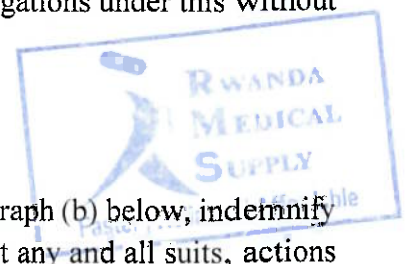 gations under this without
RWANDA
MEDICAL
SUPPLY
raph (b) below, indemnify
t any and all suits, actions